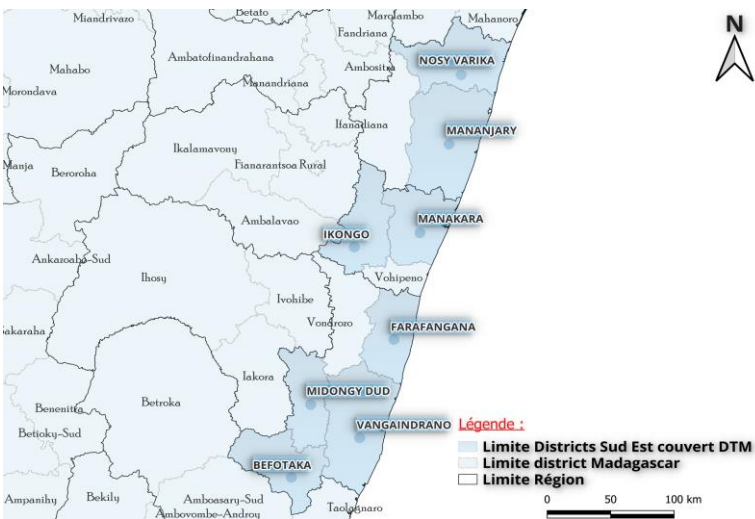 Miandrivazo
Betafo
Marolambo
Mahanoro
N
Fandriana
Ambatofinandrahana
Ambositra
NOSY VARIKA
Mahabo
Manandriana
Morondava
Ifanadiana
MANANJARY
Ikalamavony
Manja
Beroroha
Fianarantsoa Rural
Ambalavao
IKONGO
MANAKARA
Ankazoabo-Sud
Ihosy
Vohipeno
Ivohibe
Vondrozo
FARAFANGANA
Sakaraha
Iakora
MIDONGY DUD
Betroka
Benenitra
VANGAINDRANO
Légende :
Betioky-Sud
Limite Districts Sud Est couvert DTM
BEFOTAKA
Limite district Madagascar
Limite Région
Ampanihy
Bekily
Amboasary-Sud
Ambovombe-Androy
Taolagnaro
0 50 100 km